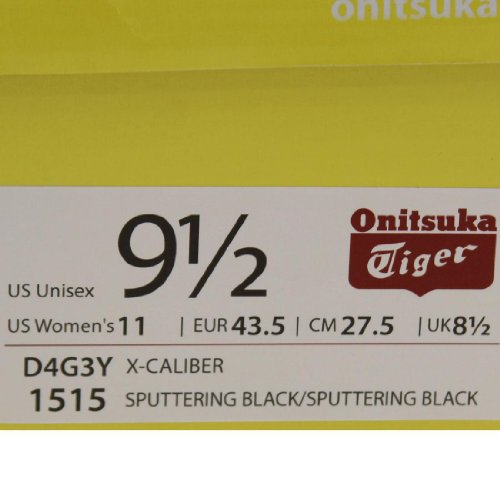 onitsuka
Onitsuka
Tiger
US Unisex 9½
US Women's 11 | EUR 43.5 | CM 27.5 | UK 8½
D4G3Y X-CALIBER
1515 SPUTTERING BLACK/SPUTTERING BLACK